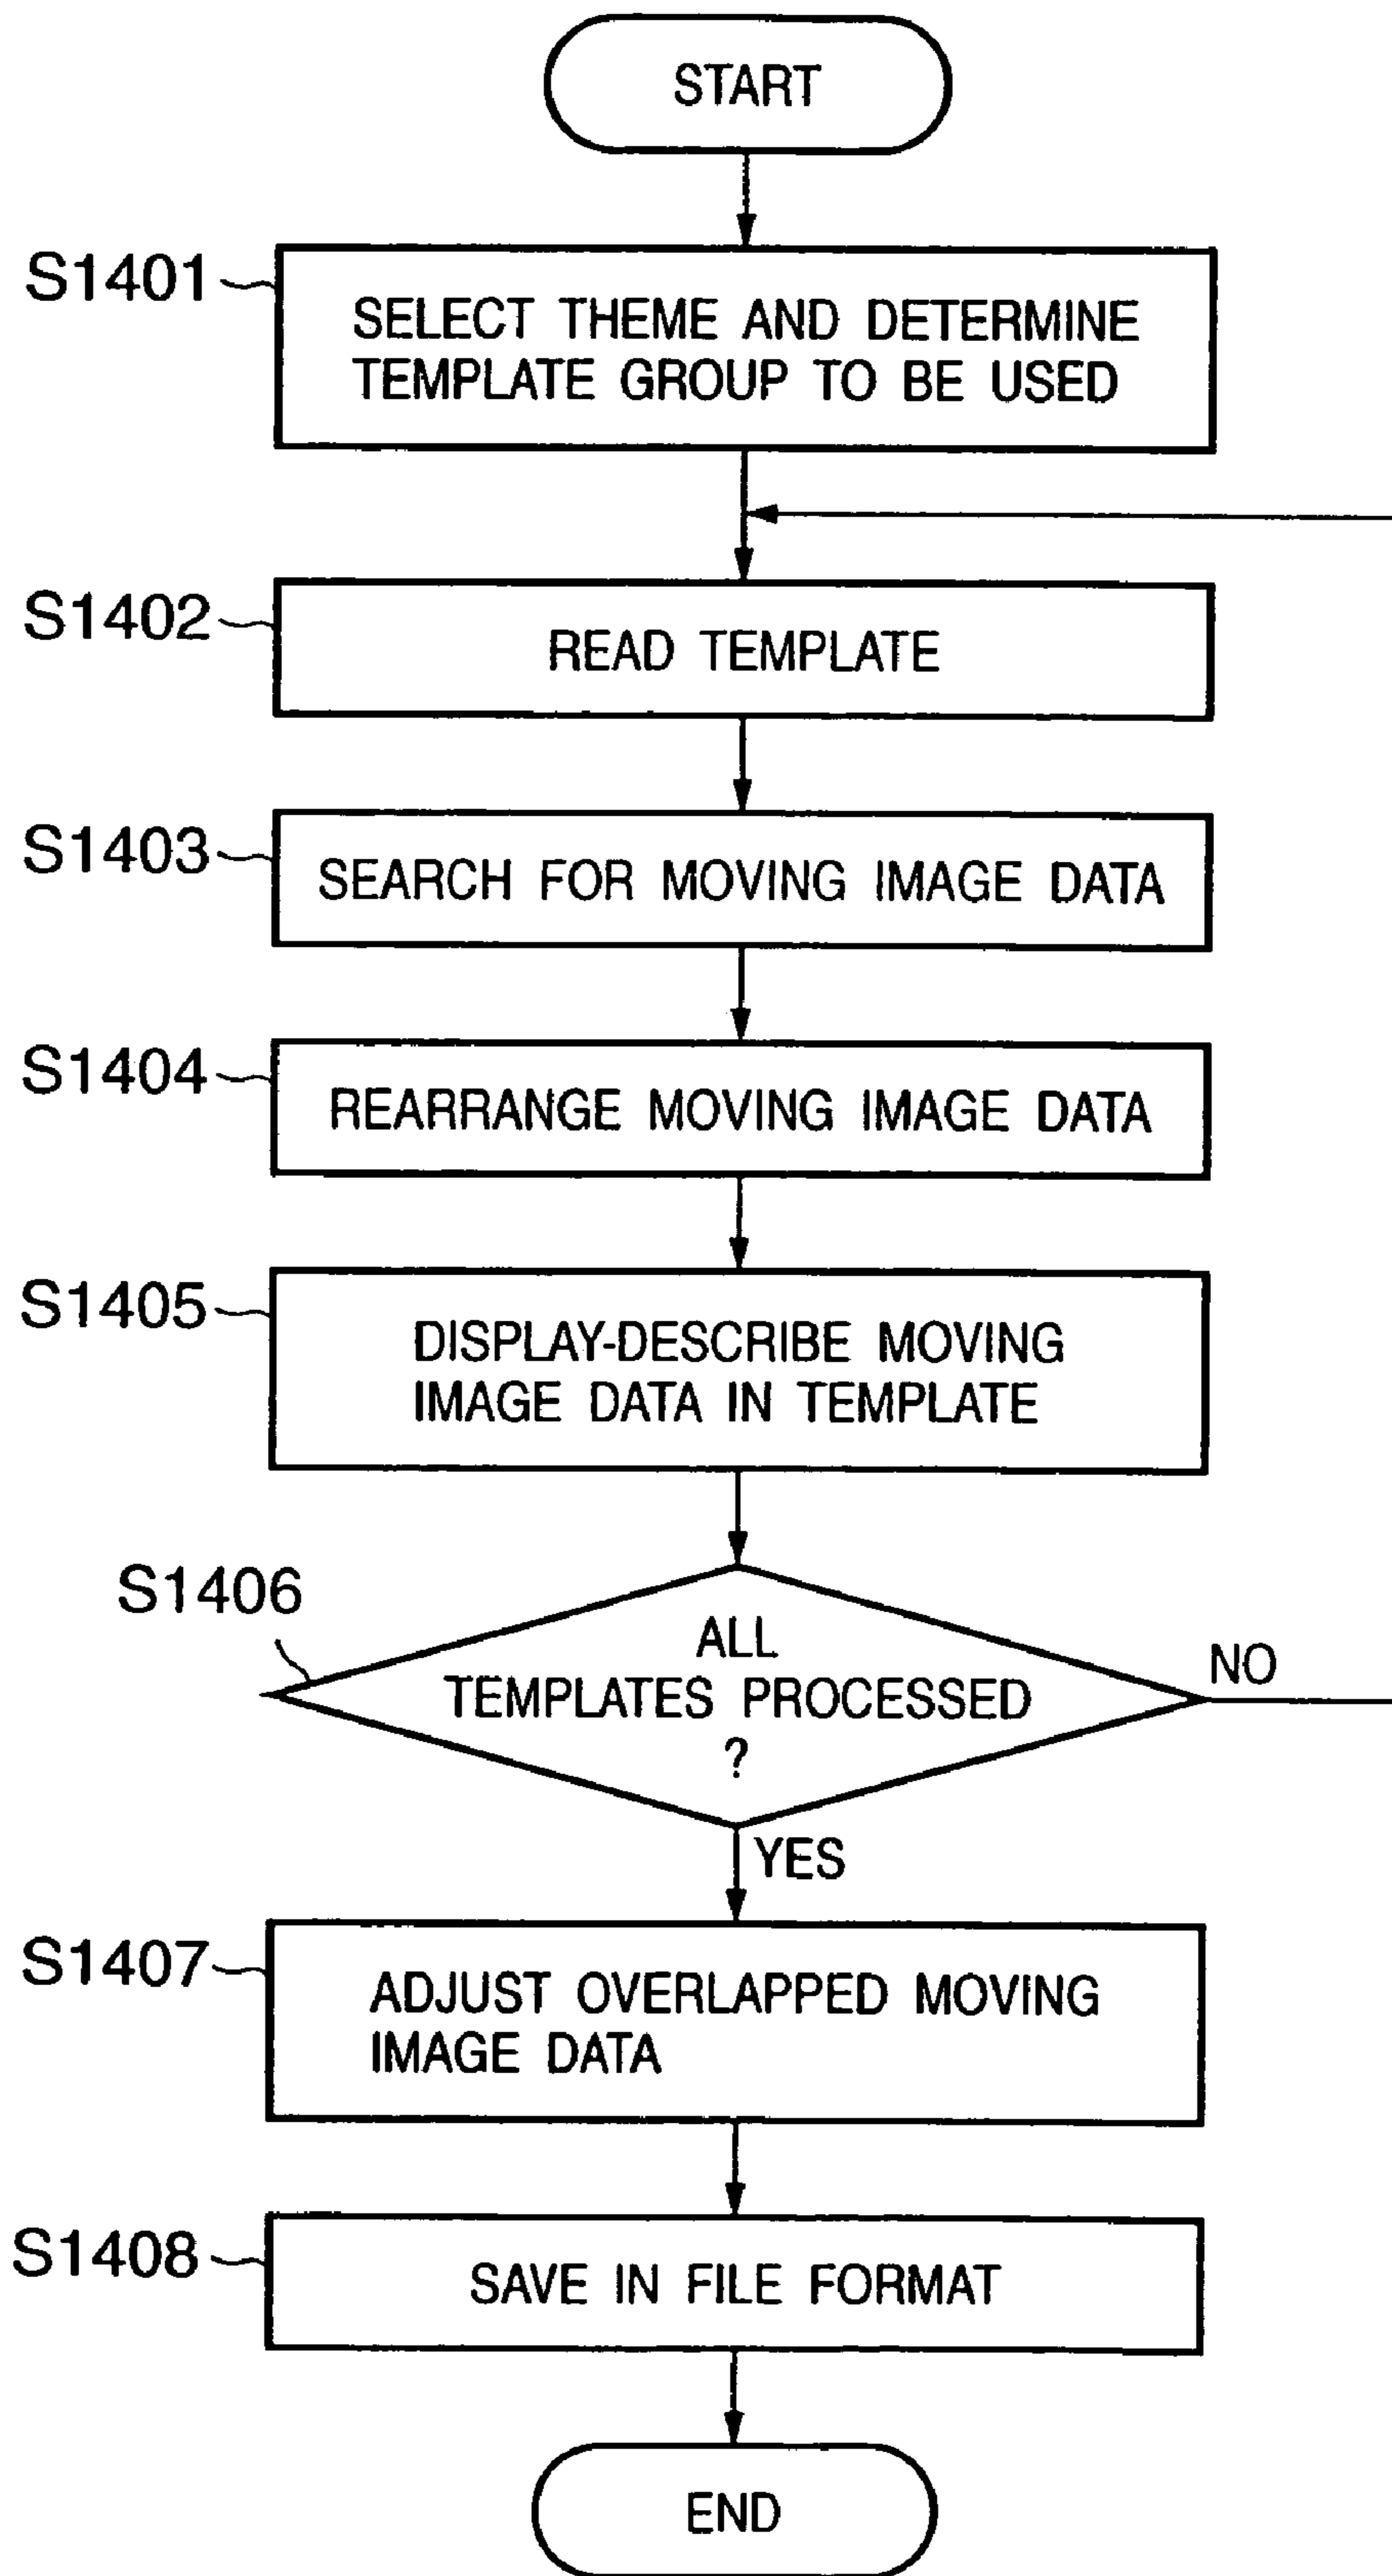 START
S1401
SELECT THEME AND DETERMINE
TEMPLATE GROUP TO BE USED
S1402
READ TEMPLATE
S1403
SEARCH FOR MOVING IMAGE DATA
S1404
REARRANGE MOVING IMAGE DATA
S1405
DISPLAY-DESCRIBE MOVING
IMAGE DATA IN TEMPLATE
S1406
ALL
TEMPLATES PROCESSED
?
NO
YES
S1407
ADJUST OVERLAPPED MOVING
IMAGE DATA
S1408
SAVE IN FILE FORMAT
END